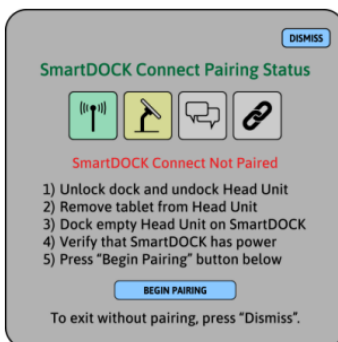 DISMISS
SmartDOCK Connect Pairing Status
SmartDOCK Connect Not Paired
1) Unlock dock and undock Head Unit
2) Remove tablet from Head Unit
3) Dock empty Head Unit on SmartDOCK
4) Verify that SmartDOCK has power
5) Press "Begin Pairing" button below
BEGIN PAIRING
To exit without pairing, press "Dismiss".